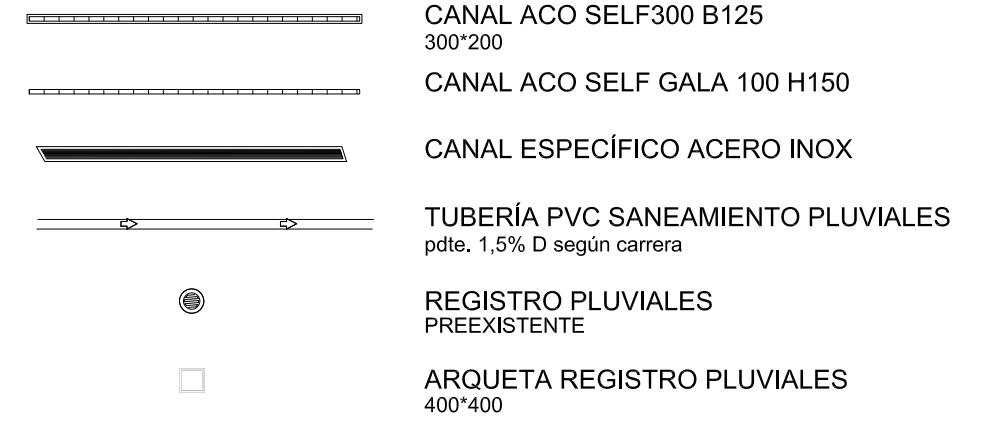 CANAL ACO SELF300 B125
300*200
CANAL ACO SELF GALA 100 H150
CANAL ESPECÍFICO ACERO INOX
TUBERÍA PVC SANEAMIENTO PLUVIALES
pdte. 1,5% D según carrera
REGISTRO PLUVIALES
PREEXISTENTE
ARQUETA REGISTRO PLUVIALES
400*400